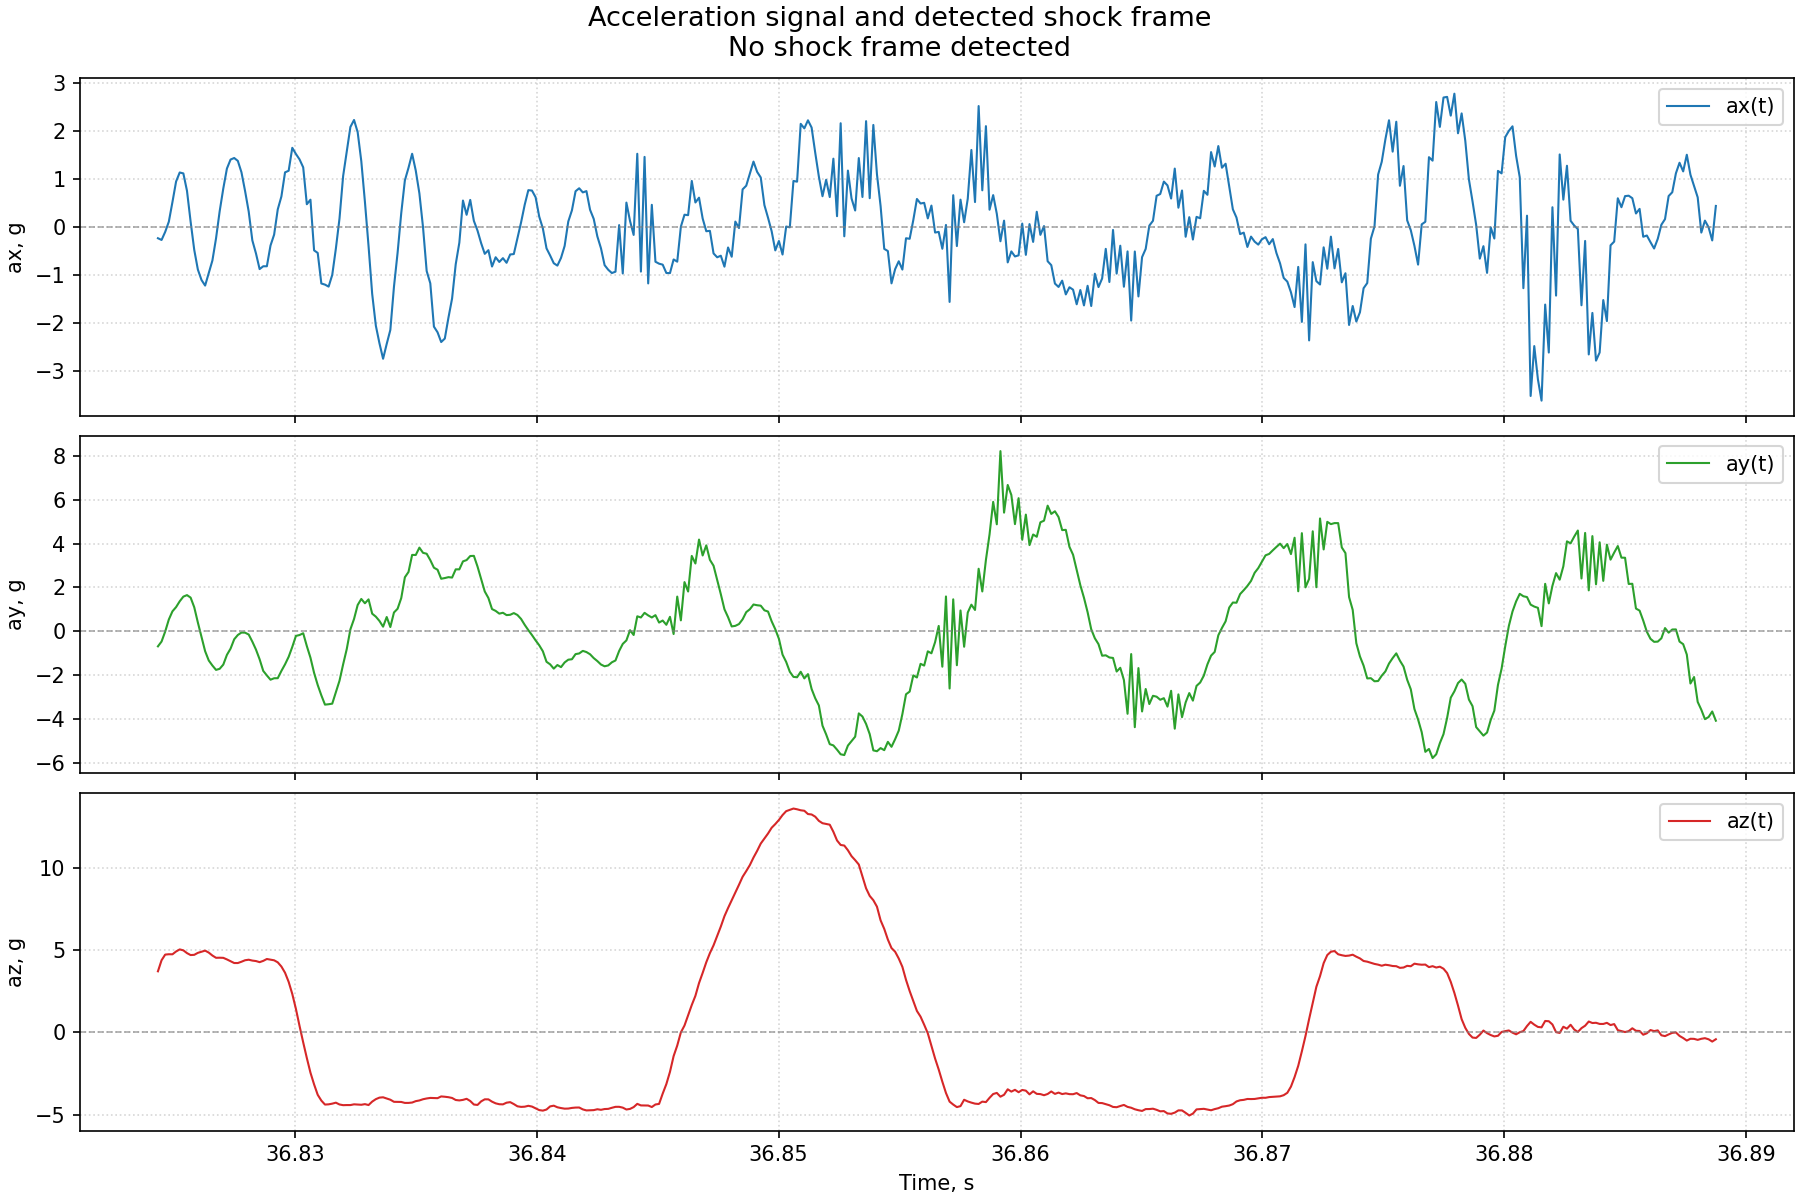 Acceleration signal and detected shock frame
No shock frame detected
3
2
1
0
−1
−2
−3
ax, g
ax(t)
8
6
4
2
0
−2
−4
−6
ay, g
ay(t)
10
5
0
−5
az, g
az(t)
36.83 36.84 36.85 36.86 36.87 36.88 36.89
Time, s